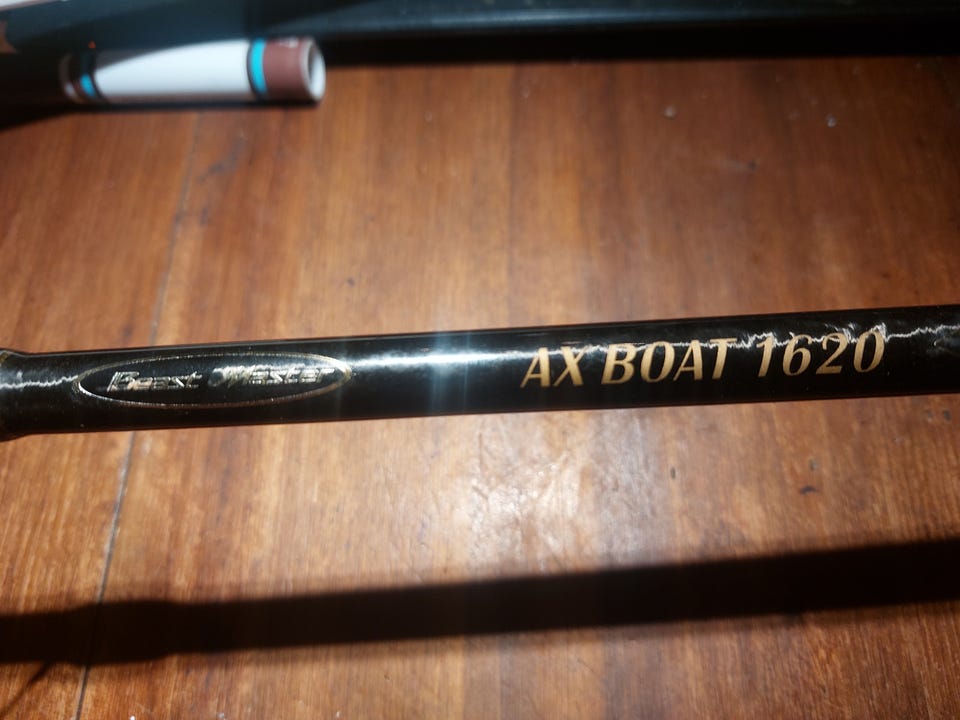 Beast Master
AX BOAT 1620